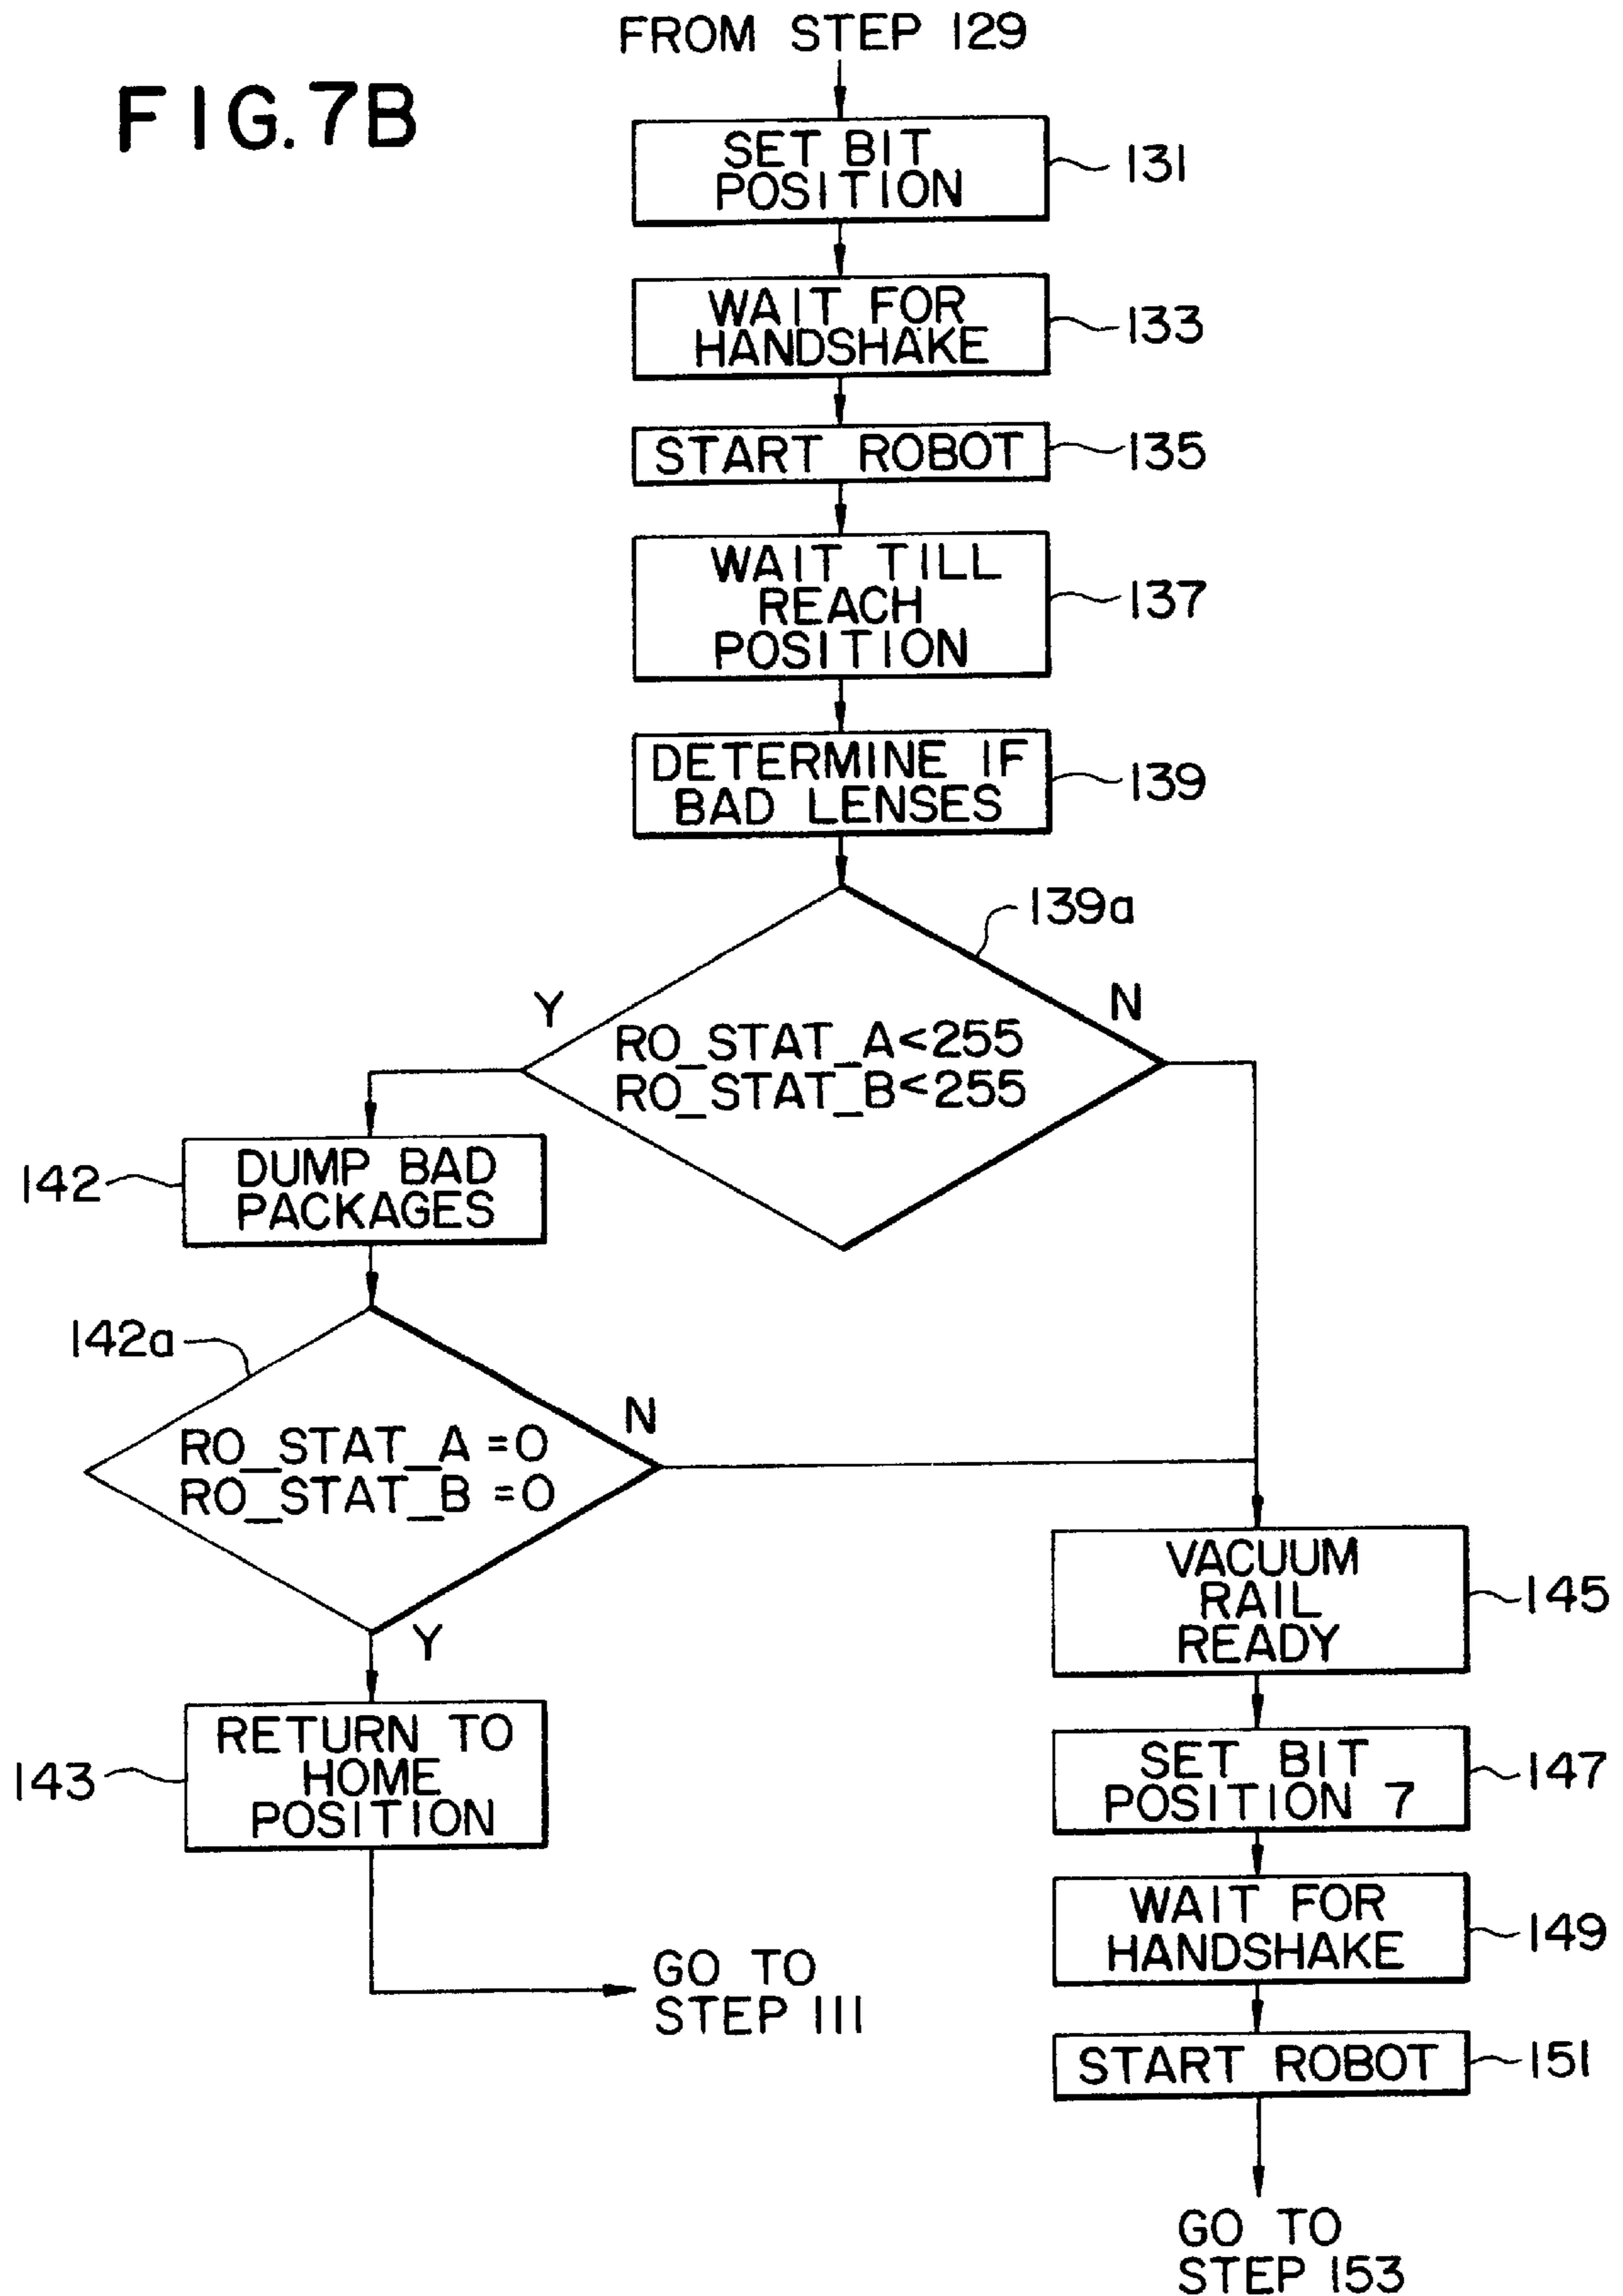 FROM STEP 129
FIG. 7B
SET BIT
POSITION
131
WAIT FOR
HANDSHAKE
133
START ROBOT
135
WAIT TILL
REACH
POSITION
137
DETERMINE IF
BAD LENSES
139
139a
Y
N
RO_STAT_A<255
RO_STAT_B<255
DUMP BAD
PACKAGES
142
142a
N
RO_STAT_A =0
RO_STAT_B =0
Y
RETURN TO
HOME
POSITION
143
GO TO
STEP 111
VACUUM
RAIL
READY
145
SET BIT
POSITION 7
147
WAIT FOR
HANDSHAKE
149
START ROBOT
151
GO TO
STEP 153